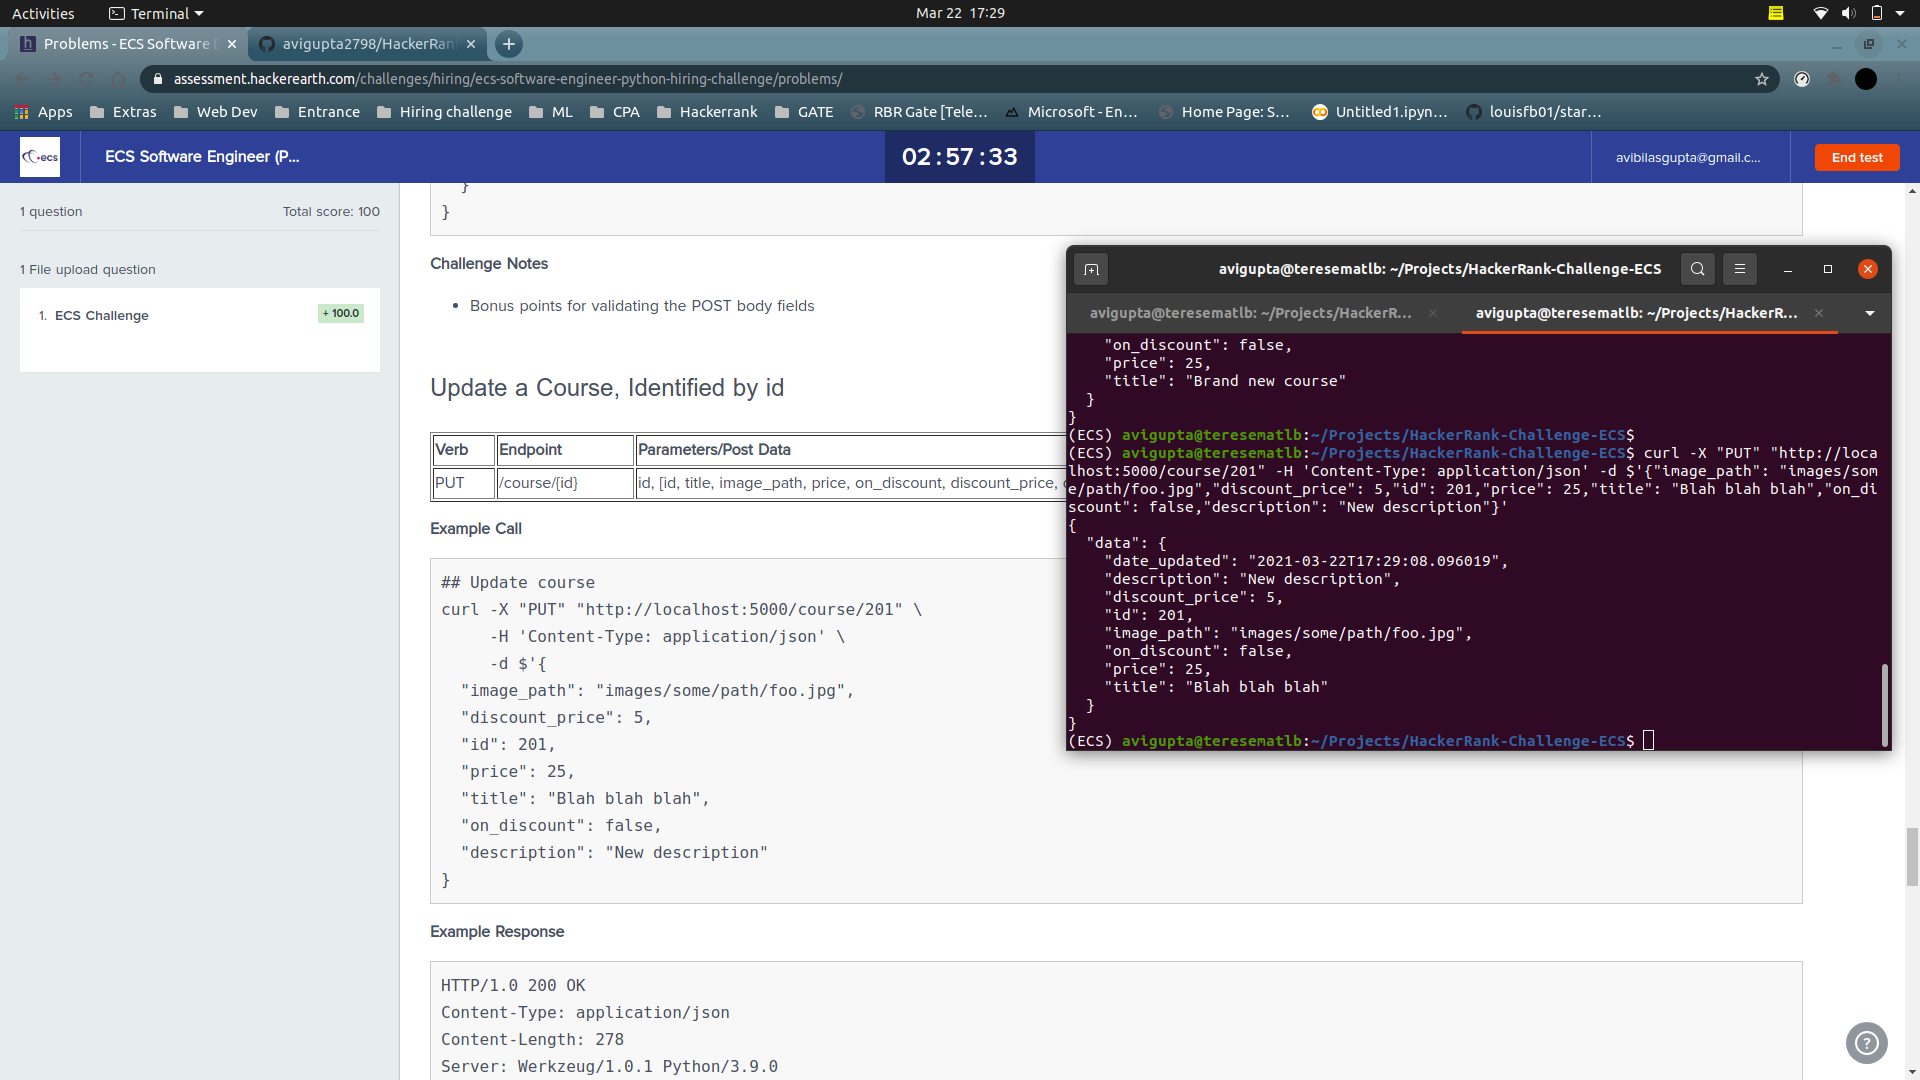 Activities
Terminal
Mar 22 17:29
Problems - ECS Software E
avigupta2798/HackerRan
assessment.hackerearth.com/challenges/hiring/ecs-software-engineer-python-hiring-challenge/problems/
Apps
Extras
Web Dev
Entrance
Hiring challenge
ML
CPA
Hackerrank
GATE
RBR Gate [Tele...
Microsoft - En...
Home Page: S...
Untitled1.ipyn...
louisfb01/star...
ecs
ECS Software Engineer (P...
02:57:33
avibilasgupta@gmail.c...
End test
1 question
Total score: 100
1 File upload question
1. ECS Challenge
+ 100.0
}
}
Challenge Notes
• Bonus points for validating the POST body fields
Update a Course, Identified by id
Verb Endpoint Parameters/Post Data
PUT /course/{id} id, [id, title, image_path, price, on_discount, discount_price,
Example Call
## Update course
curl -X "PUT" "http://localhost:5000/course/201" \
-H 'Content-Type: application/json' \
-d $'{
"image_path": "images/some/path/foo.jpg",
"discount_price": 5,
"id": 201,
"price": 25,
"title": "Blah blah blah",
"on_discount": false,
"description": "New description"
}
Example Response
HTTP/1.0 200 OK
Content-Type: application/json
Content-Length: 278
Server: Werkzeug/1.0.1 Python/3.9.0
avigupta@teresematlb: ~/Projects/HackerRank-Challenge-ECS
avigupta@teresematlb: ~/Projects/HackerR...
avigupta@teresematlb: ~/Projects/HackerR...
"on_discount": false,
"price": 25,
"title": "Brand new course"
}
}
(ECS) avigupta@teresematlb:~/Projects/HackerRank-Challenge-ECS$
(ECS) avigupta@teresematlb:~/Projects/HackerRank-Challenge-ECS$ curl -X "PUT" "http://loca
lhost:5000/course/201" -H 'Content-Type: application/json' -d $'{"image_path": "images/som
e/path/foo.jpg","discount_price": 5,"id": 201,"price": 25,"title": "Blah blah blah","on_di
scount": false,"description": "New description"}'
{
"data": {
"date_updated": "2021-03-22T17:29:08.096019",
"description": "New description",
"discount_price": 5,
"id": 201,
"image_path": "images/some/path/foo.jpg",
"on_discount": false,
"price": 25,
"title": "Blah blah blah"
}
}
(ECS) avigupta@teresematlb:~/Projects/HackerRank-Challenge-ECS$